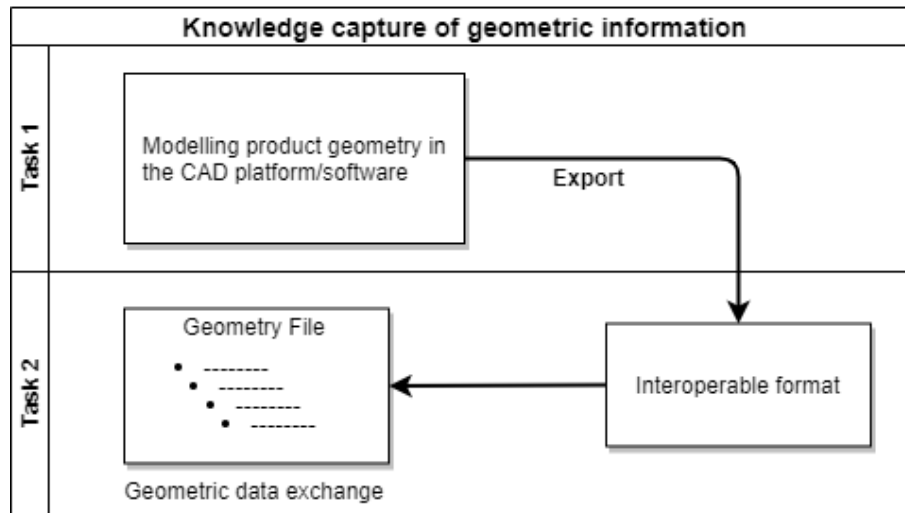 Knowledge capture of geometric information
Task 1
Modelling product geometry in
the CAD platform/software
Export
Task 2
Geometry File
• --------
• --------
• --------
• --------
Interoperable format
Geometric data exchange